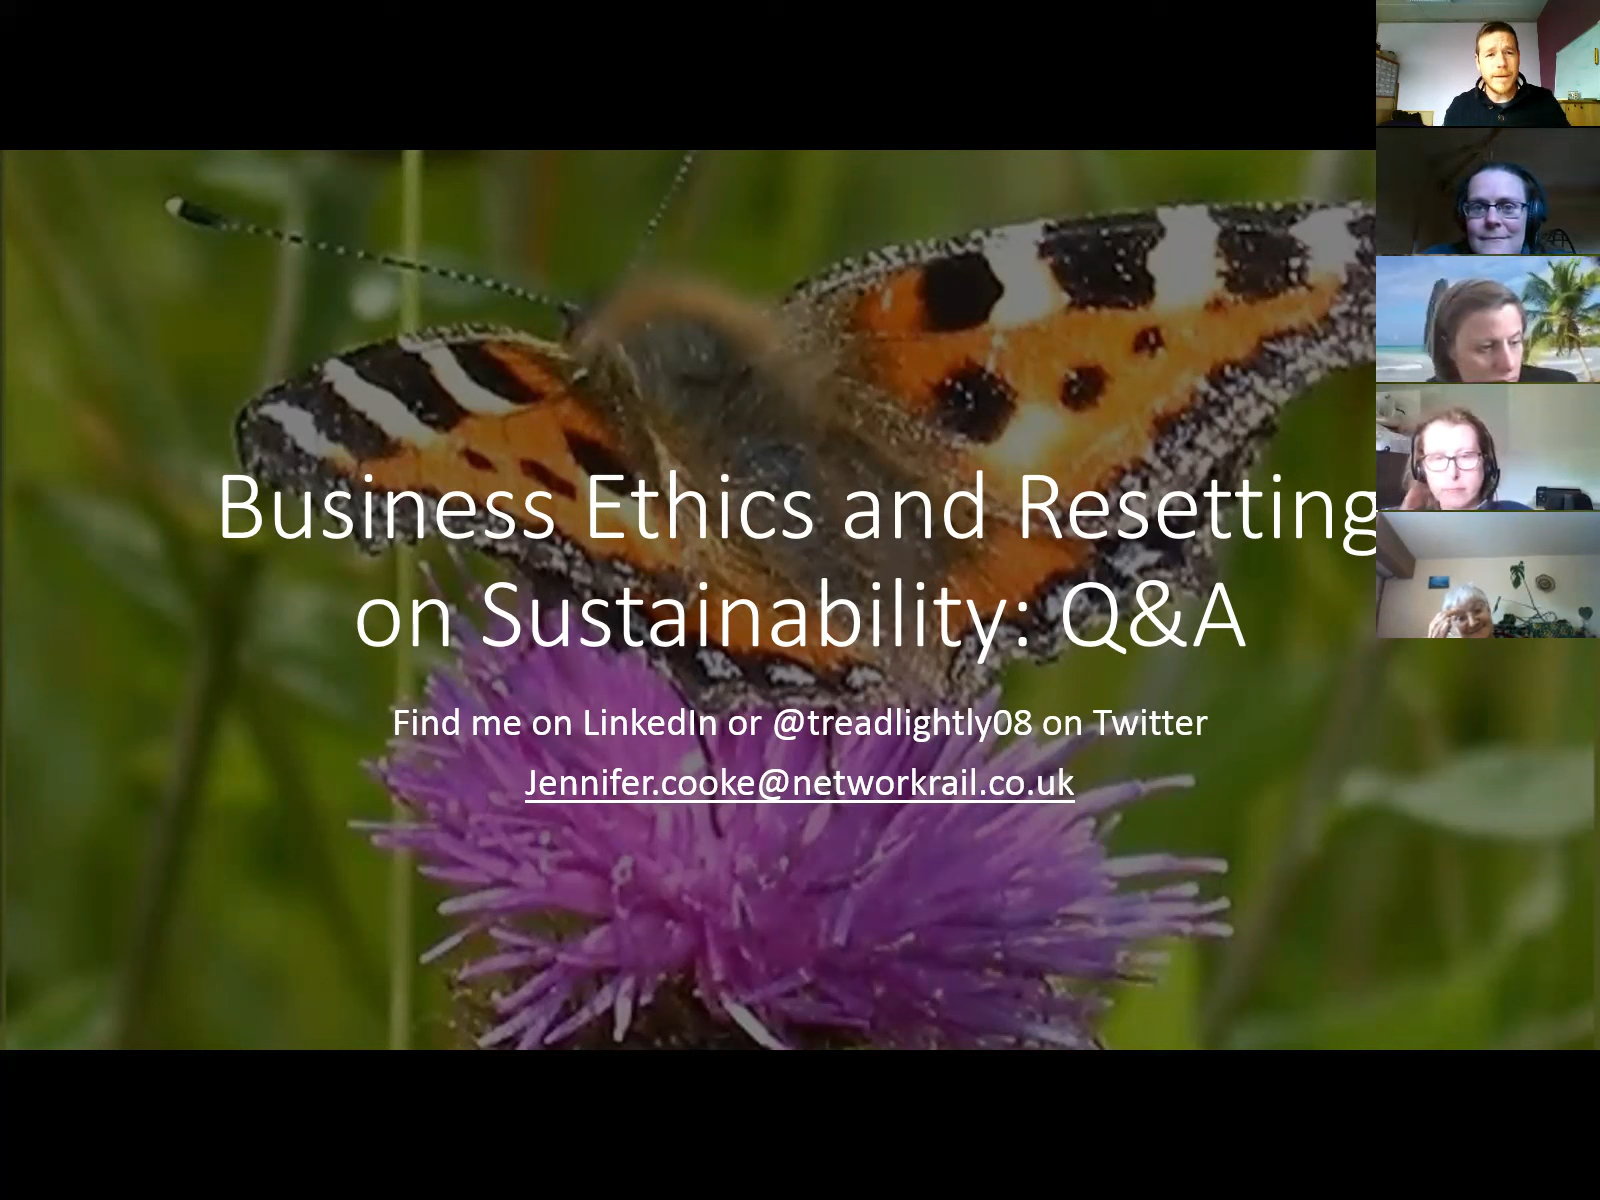 Business Ethics and Resetting
on Sustainability: Q&A
Find me on LinkedIn or @treadlightly08 on Twitter
Jennifer.cooke@networkrail.co.uk